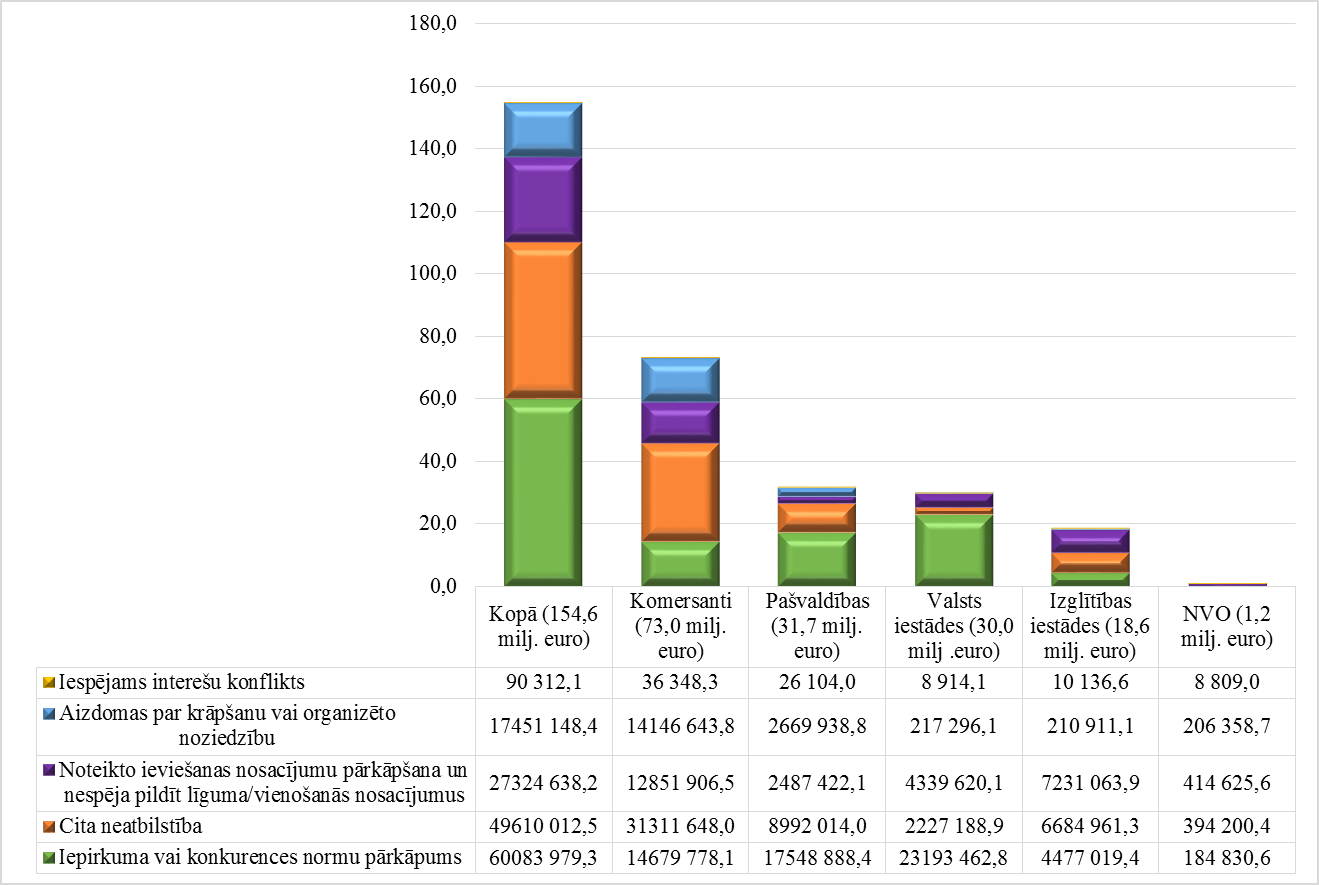 180,0
160,0
140,0
120,0
100,0
80,0
60,0
40,0
20,0
0,0
Kopā (154,6
milj. euro)
Komersanti
(73,0 milj.
euro)
Pašvaldības
(31,7 milj.
euro)
Valsts
iestādes (30,0
milj .euro)
Izglītības
iestādes (18,6
milj. euro)
NVO (1,2
milj. euro)
Iespējams interešu konflikts 90 312,1 36 348,3 26 104,0 8 914,1 10 136,6 8 809,0
Aizdomas par krāpšanu vai organizēto
noziedzību 17451 148,4 14146 643,8 2669 938,8 217 296,1 210 911,1 206 358,7
Noteikto ieviešanas nosacījumu pārkāpšana un
nespēja pildīt līguma/vienošanās nosacījumus 27324 638,2 12851 906,5 2487 422,1 4339 620,1 7231 063,9 414 625,6
Cita neatbilstība 49610 012,5 31311 648,0 8992 014,0 2227 188,9 6684 961,3 394 200,4
Iepirkuma vai konkurences normu pārkāpums 60083 979,3 14679 778,1 17548 888,4 23193 462,8 4477 019,4 184 830,6